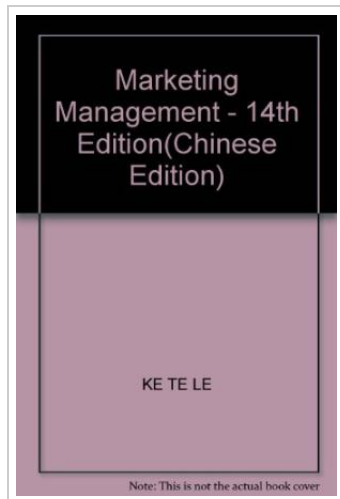 Marketing
Management - 14th
Edition(Chinese
Edition)
KE TE LE
Note: This is not the actual book cover